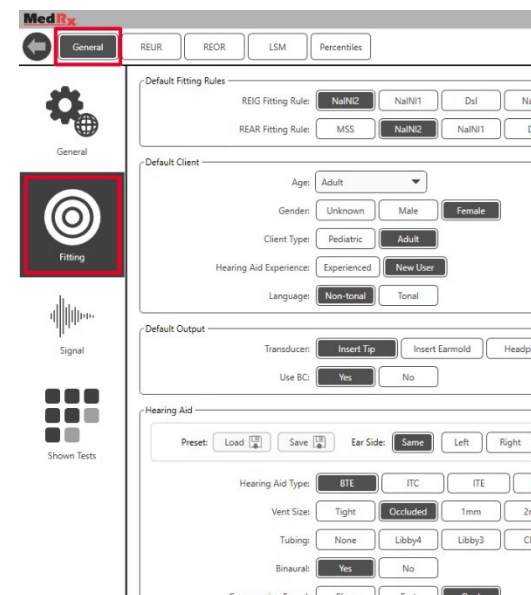 MedRx
General REUR REOR LSM Percentiles
Default Fitting Rules
REIG Fitting Rule: NalNl2 NalNl1 Dsl
REAR Fitting Rule: MSS NalNl2 NalNl1
General
Default Client
Age: Adult
Gender: Unknown Male Female
Client Type: Pediatric Adult
Fitting
Hearing Aid Experience: Experienced New User
Language: Non-tonal Tonal
Default Output
Transducer: Insert Tip Insert Earmold
Signal
Use BC: Yes No
Hearing Aid
Preset: Load Save Ear Side: Same Left Right
Shown Tests
Hearing Aid Type: BTE ITC ITE
Vent Size: Tight Occluded 1mm
Tubing: None Libby4 Libby3
Binaural: Yes No